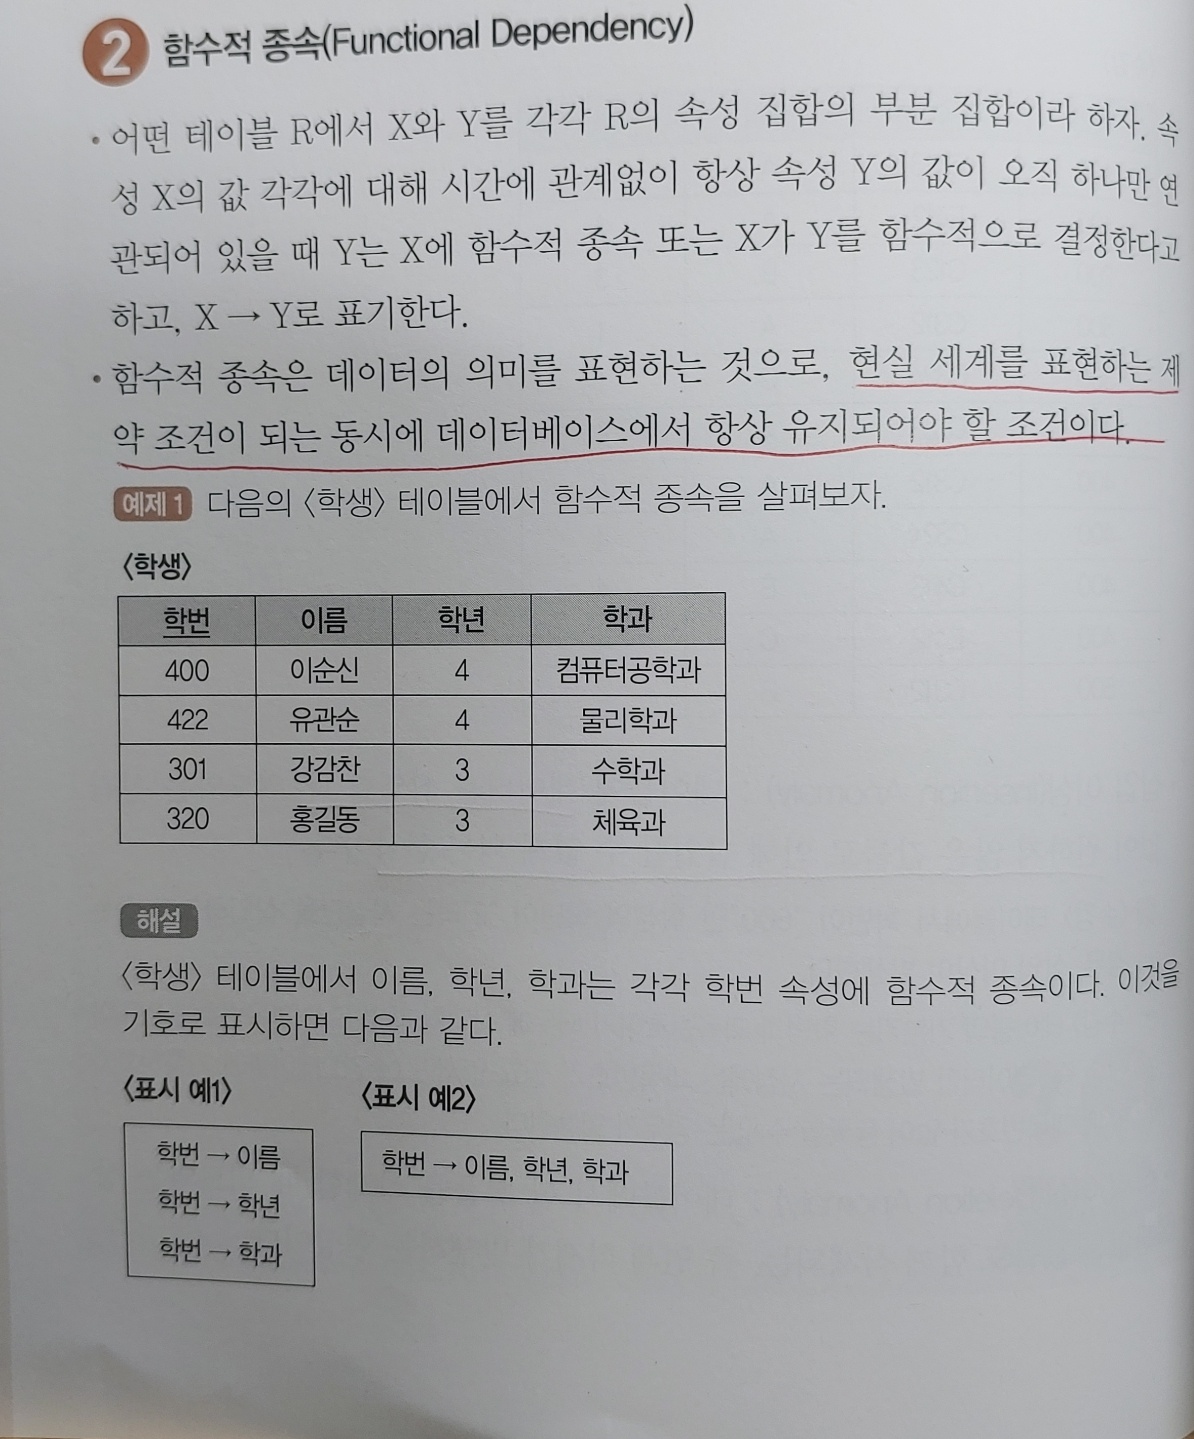 2 함수적 종속(Functional Dependency)
• 어떤 테이블 R에서 X와 Y를 각각 R의 속성 집합의 부분 집합이라 하자. 속
성 X의 값 각각에 대해 시간에 관계없이 항상 속성 Y의 값이 오직 하나만 연
관되어 있을 때 Y는 X에 함수적 종속 또는 X가 Y를 함수적으로 결정한다고
하고, X → Y로 표기한다.
• 함수적 종속은 데이터의 의미를 표현하는 것으로, 현실 세계를 표현하는 제
약 조건이 되는 동시에 데이터베이스에서 항상 유지되어야 할 조건이다.
예제 1 다음의 〈학생〉 테이블에서 함수적 종속을 살펴보자.
〈학생〉
학번 이름 학년 학과
400 이순신 4 컴퓨터공학과
422 유관순 4 물리학과
301 강감찬 3 수학과
320 홍길동 3 체육과
해설
〈학생〉 테이블에서 이름, 학년, 학과는 각각 학번 속성에 함수적 종속이다. 이것을
기호로 표시하면 다음과 같다.
〈표시 예1〉 〈표시 예2〉
학번 → 이름
학번 → 학년
학번 → 학과
학번 → 이름, 학년, 학과